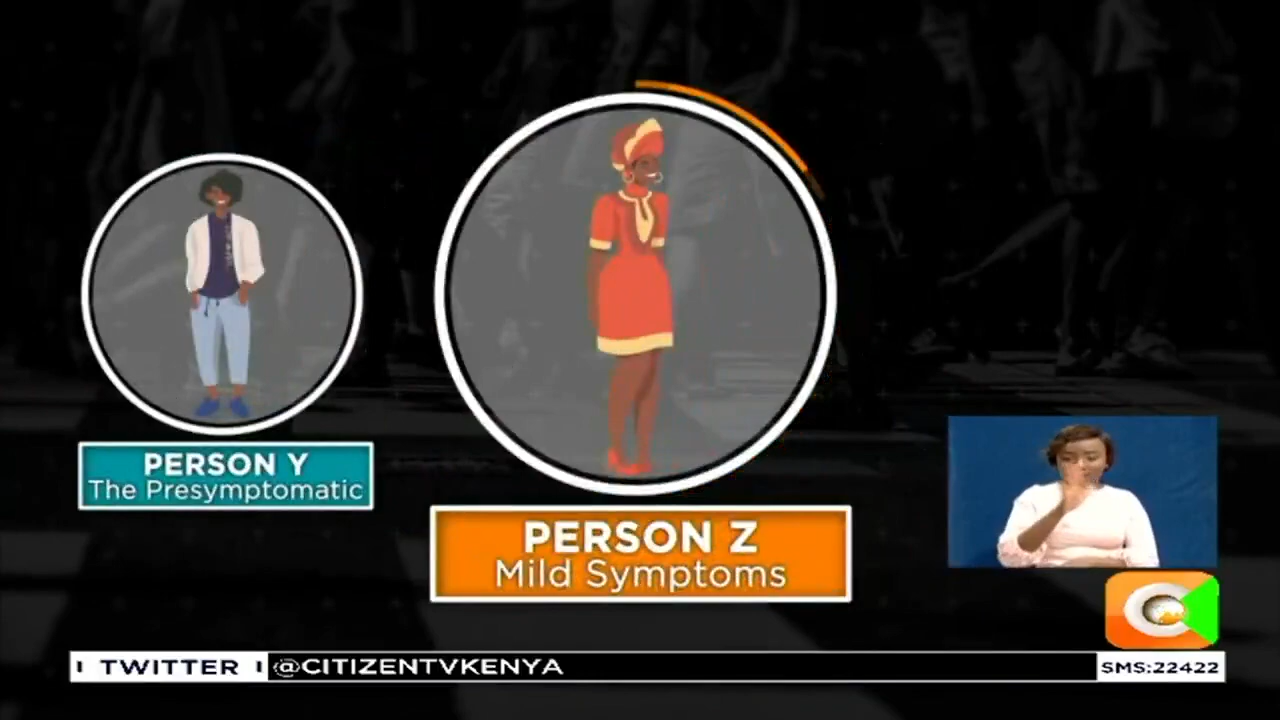 PERSON Y
The Presymptomatic
PERSON Z
Mild Symptoms
TWITTER
@CITIZENTVKENYA
SMS:22422